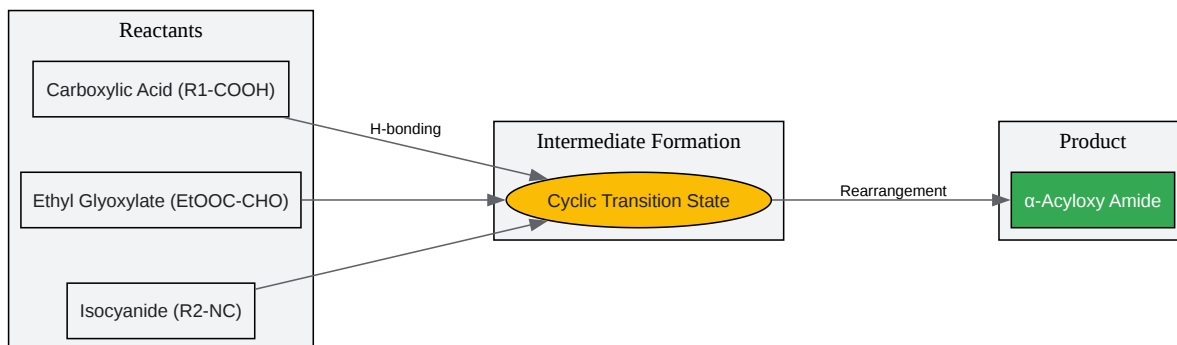 Reactants
Carboxylic Acid (R1-COOH)
H-bonding
Ethyl Glyoxylate (EtOOC-CHO)
Isocyanide (R2-NC)
Intermediate Formation
Cyclic Transition State
Rearrangement
Product
α-Acyloxy Amide